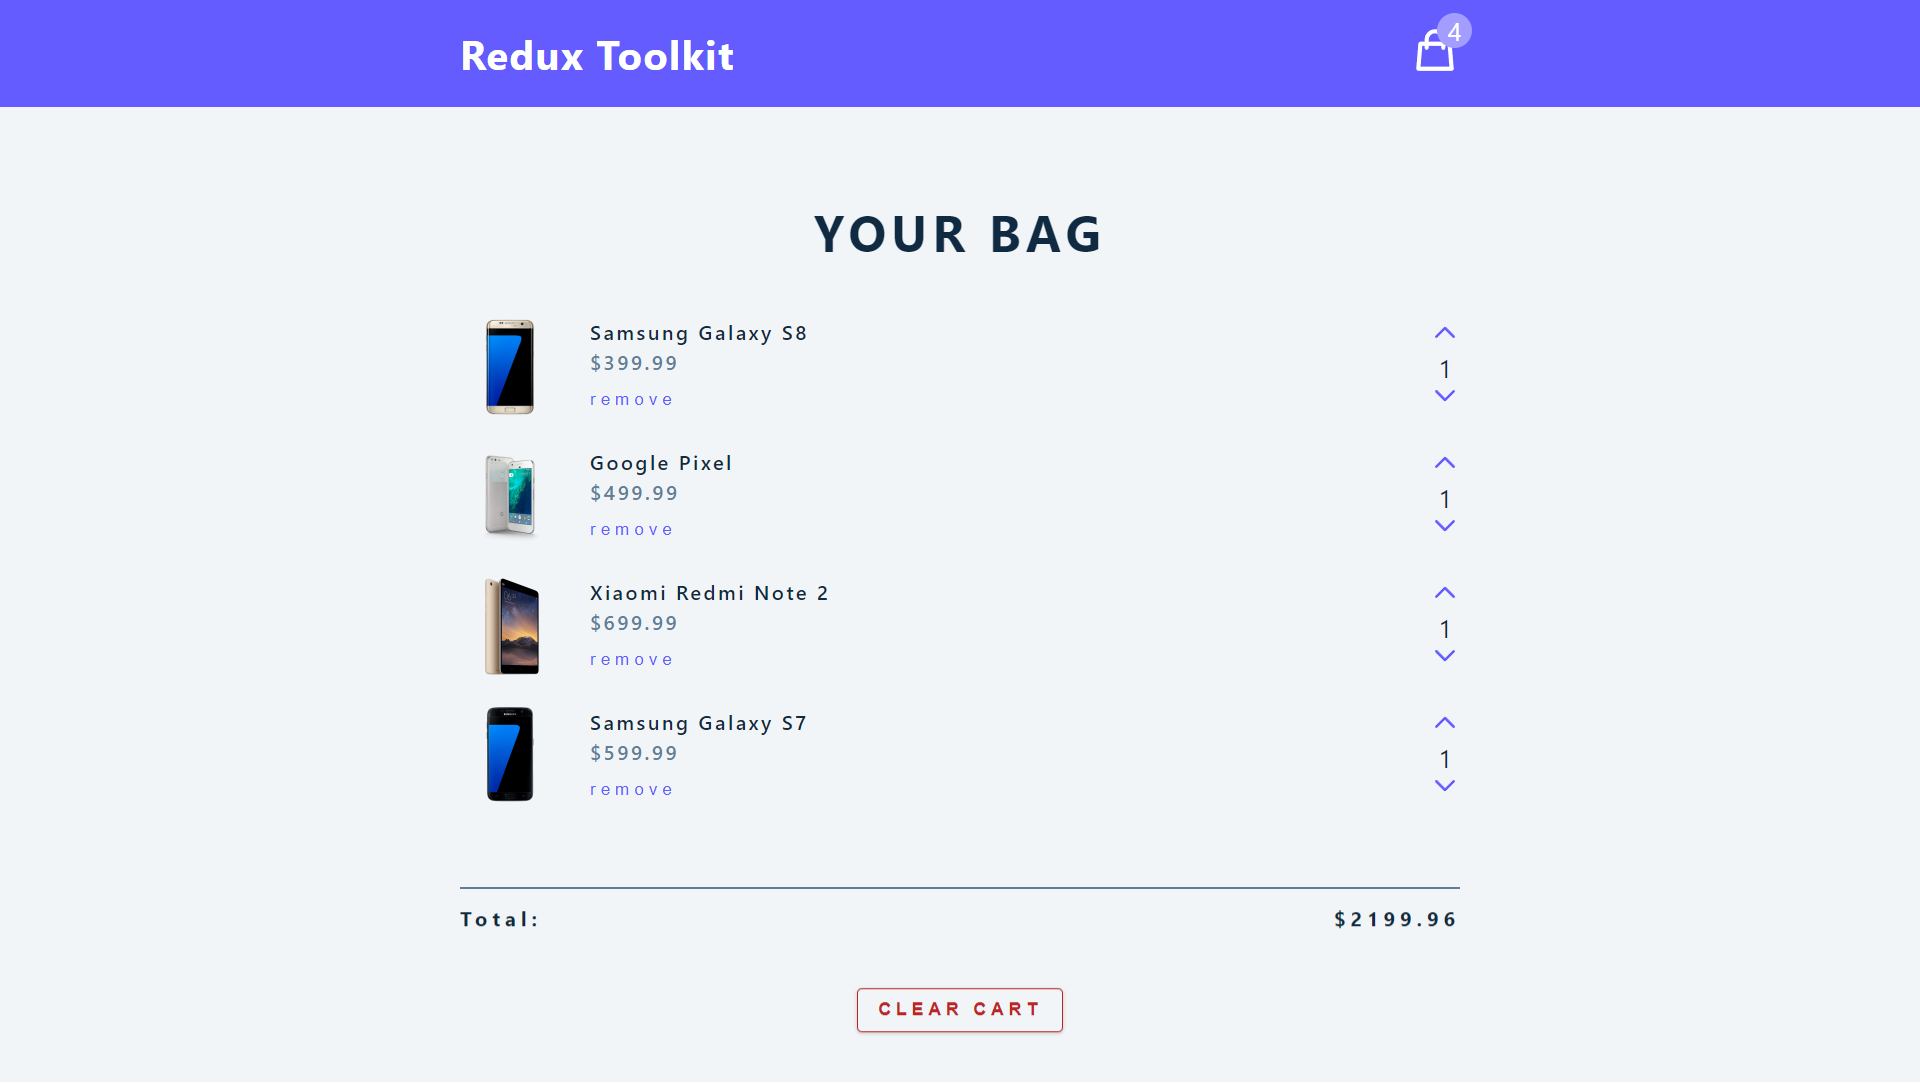 Redux Toolkit
4
YOUR BAG
Samsung Galaxy S8
$399.99
remove
1
Google Pixel
$499.99
remove
1
Xiaomi Redmi Note 2
$699.99
remove
1
Samsung Galaxy S7
$599.99
remove
1
Total: $2199.96
CLEAR CART